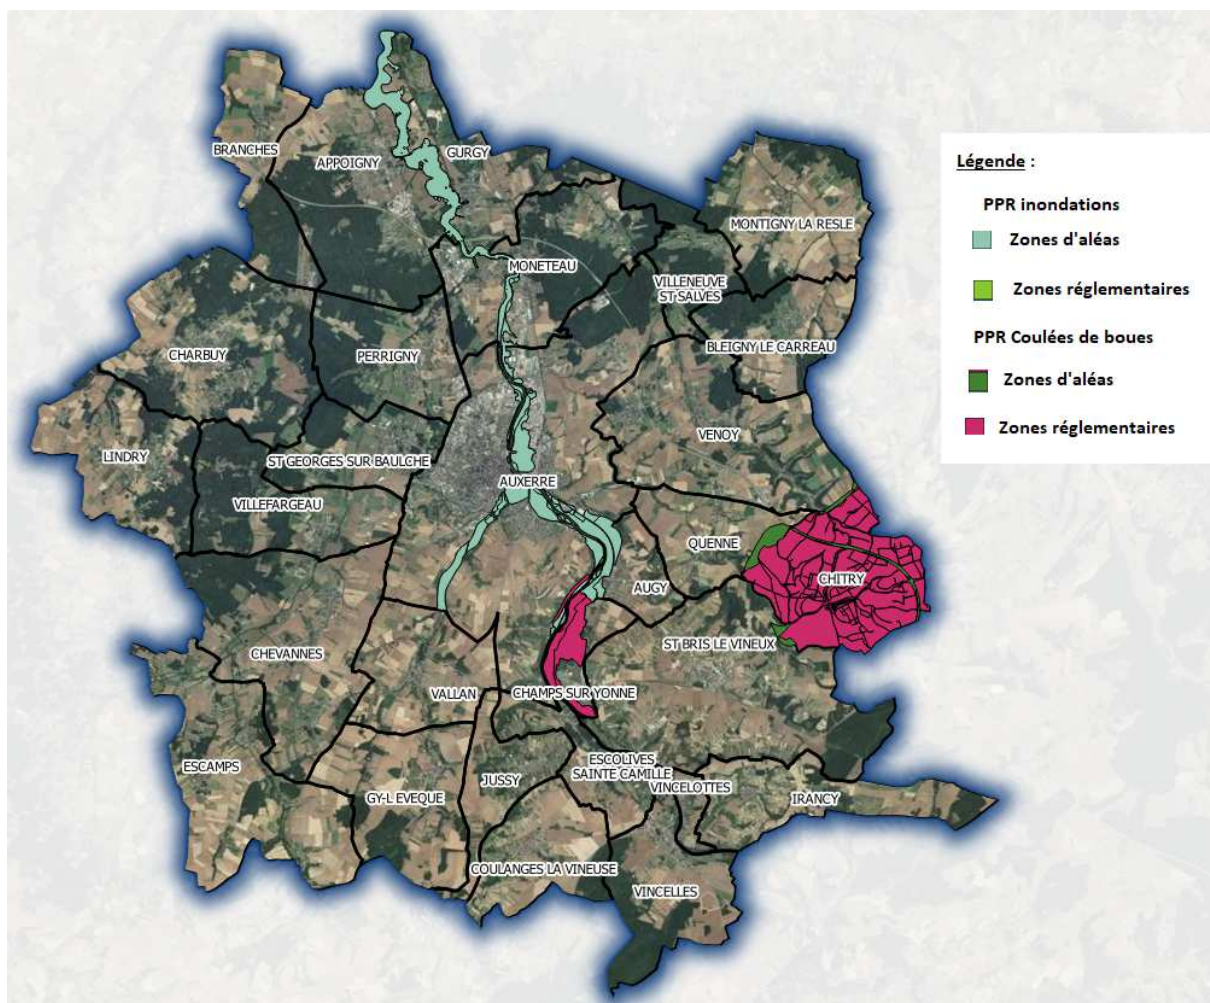 BRANCHES
APPOIGNY
GURGY
MONTIGNY LA RESLE
MONETEAU
VILLENEUVE
ST SALVES
CHARBUY
PERRIGNY
BLEIGNY LE CARREAU
LINDRY
ST GEORGES SUR BAULCHE
VENOY
VILLEFARGEAU
AUXERRE
QUENNE
AUGY
CHITRY
CHEVANNES
ST BRIS LE VINEUX
VALLAN
CHAMPS SUR YONNE
ESCAMPS
JUSSY
ESCOLIVES
SAINTE CAMILLE
VINCELOTTES
GY-L EVEQUE
IRANCY
COULANGES LA VINEUSE
VINCELLES
Légende :
PPR inondations
Zones d'aléas
Zones réglementaires
PPR Coulées de boues
Zones d'aléas
Zones réglementaires